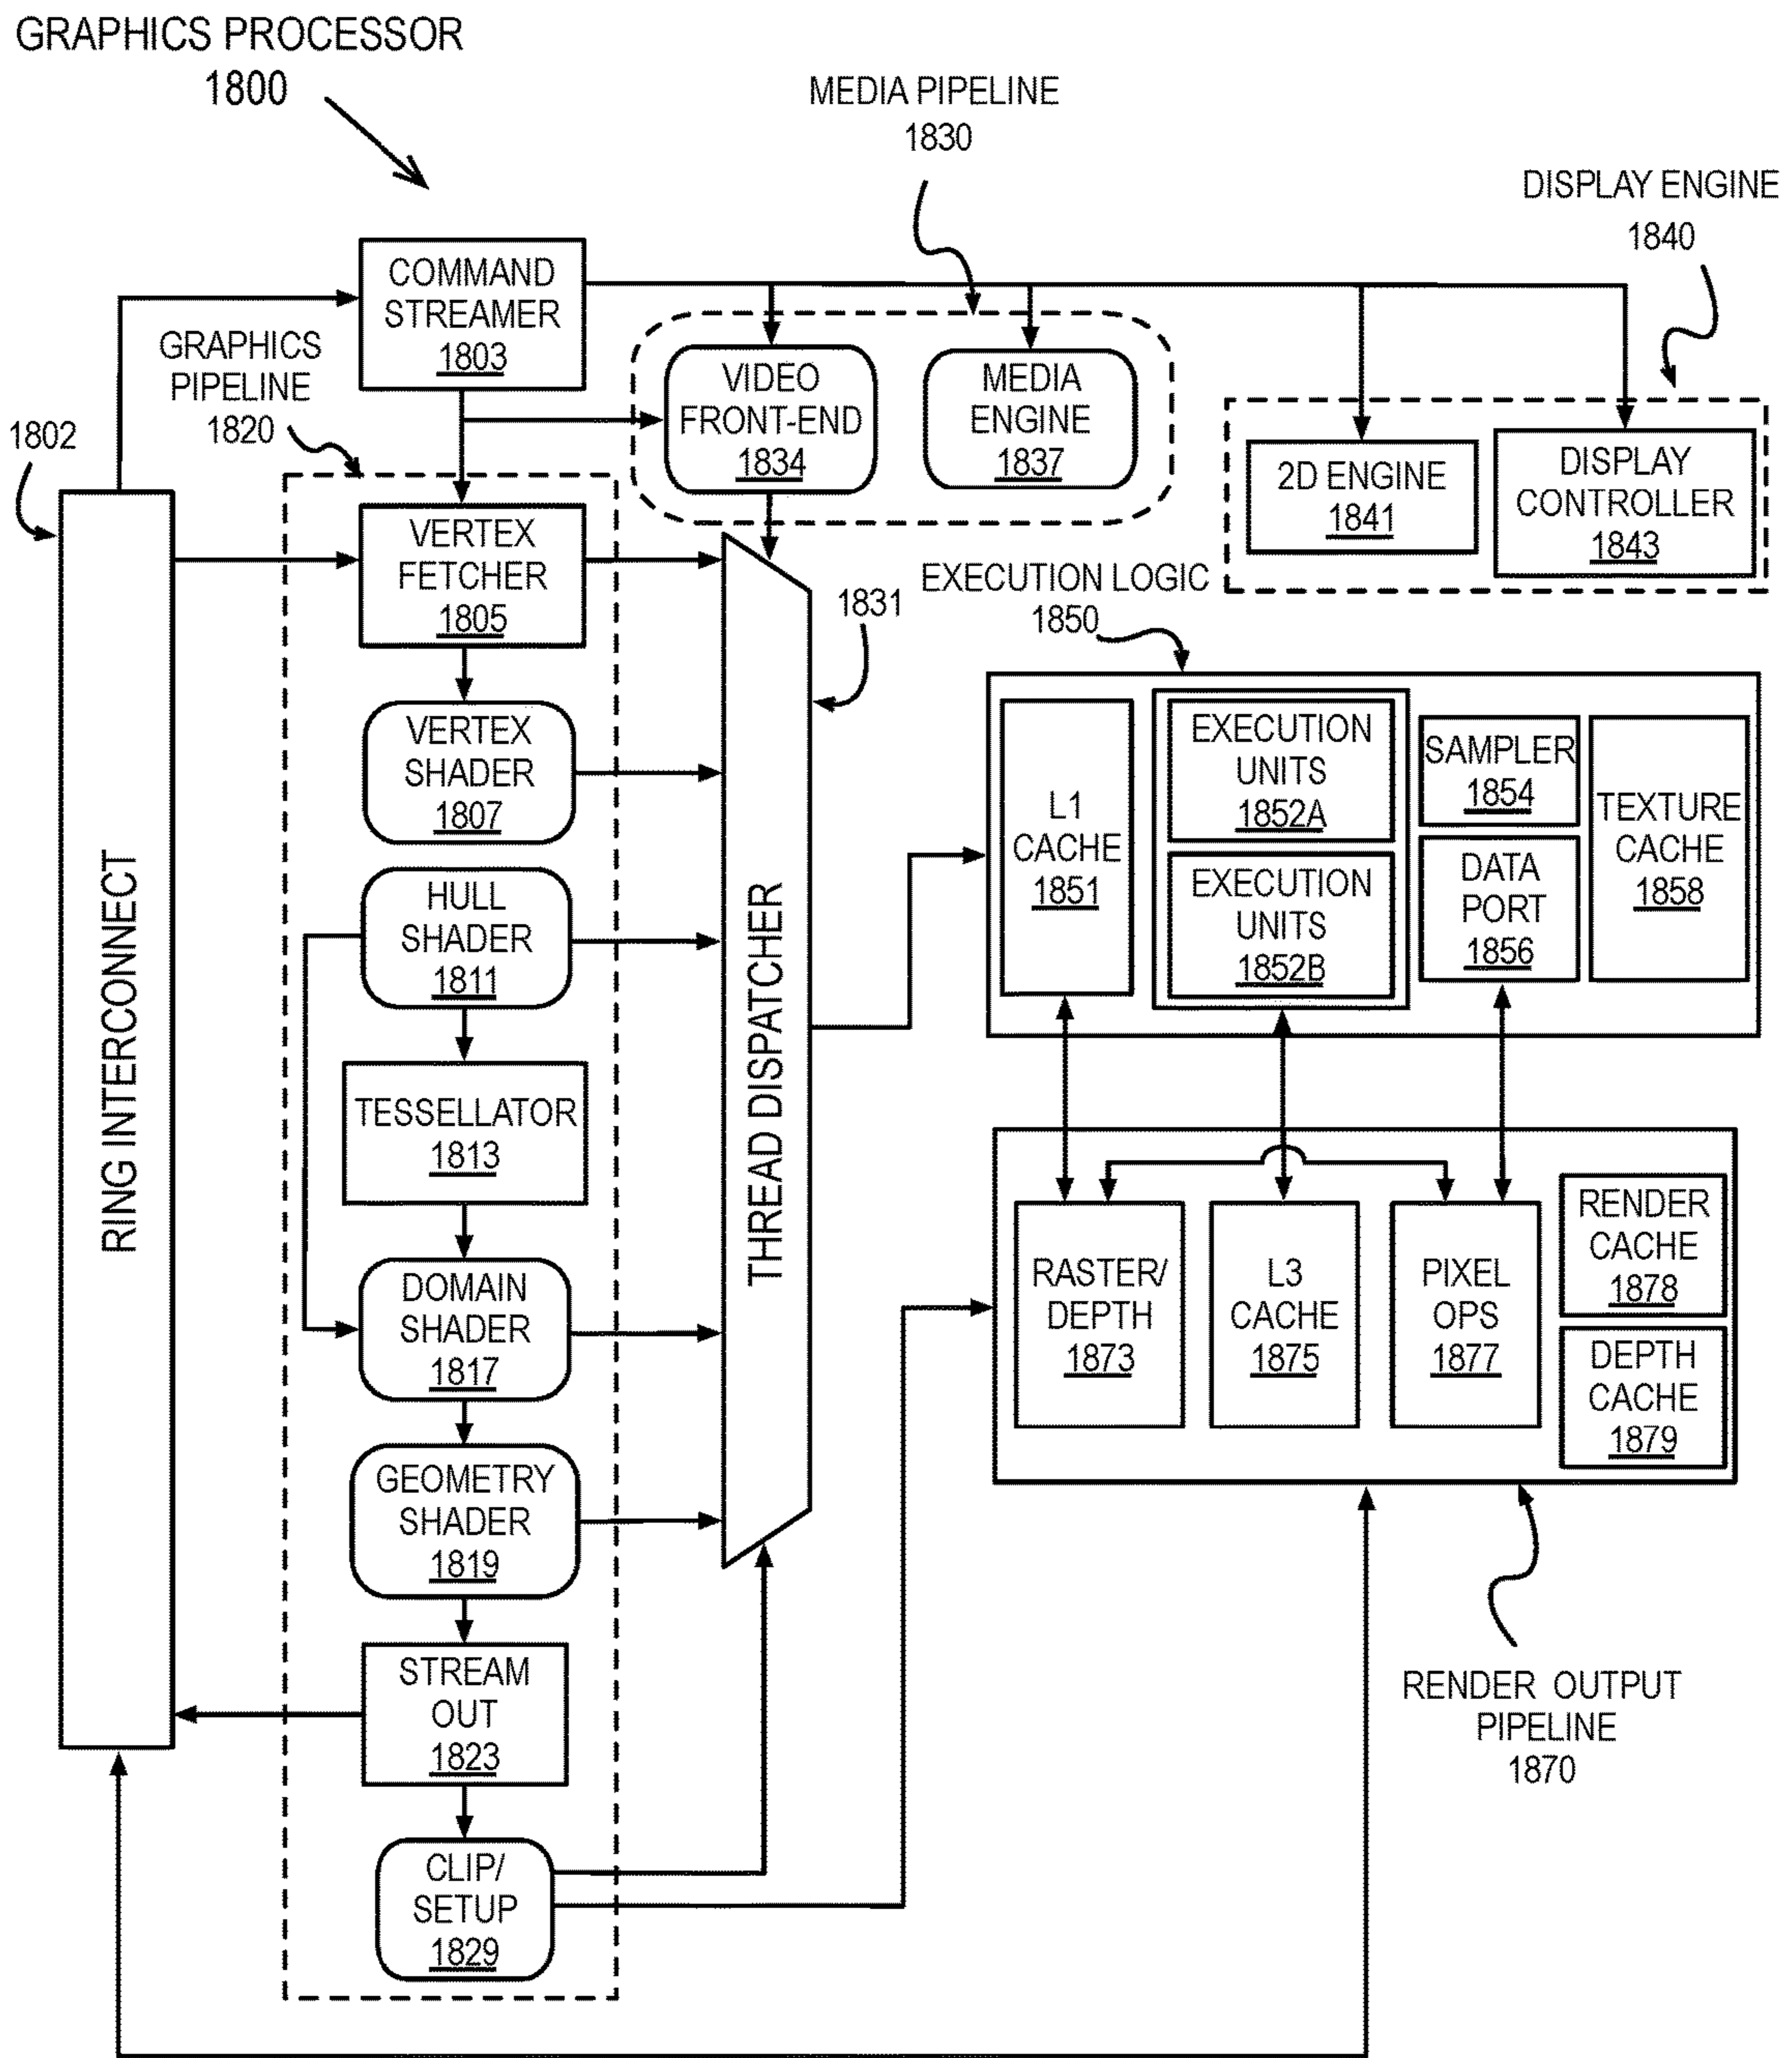 GRAPHICS PROCESSOR
1800
MEDIA PIPELINE
1830
DISPLAY ENGINE
1840
COMMAND
STREAMER
1803
GRAPHICS
PIPELINE
1820
1802
VIDEO
FRONT-END
1834
MEDIA
ENGINE
1837
2D ENGINE
1841
DISPLAY
CONTROLLER
1843
RING INTERCONNECT
VERTEX
FETCHER
1805
VERTEX
SHADER
1807
HULL
SHADER
1811
TESSELLATOR
1813
DOMAIN
SHADER
1817
GEOMETRY
SHADER
1819
STREAM
OUT
1823
CLIP/
SETUP
1829
THREAD DISPATCHER
1831
EXECUTION LOGIC
1850
L1
CACHE
1851
EXECUTION
UNITS
1852A
EXECUTION
UNITS
1852B
SAMPLER
1854
DATA
PORT
1856
TEXTURE
CACHE
1858
RASTER/
DEPTH
1873
L3
CACHE
1875
PIXEL
OPS
1877
RENDER
CACHE
1878
DEPTH
CACHE
1879
RENDER OUTPUT
PIPELINE
1870